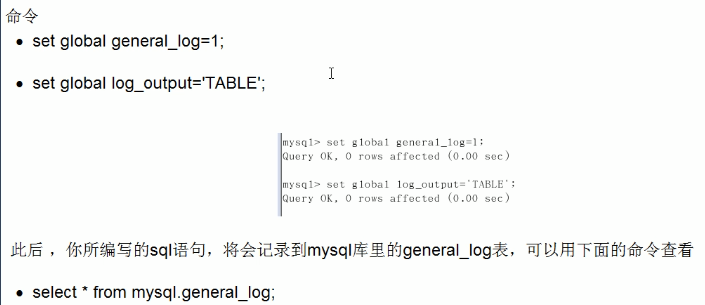 命令
• set global general_log=1;
• set global log_output='TABLE';
mysql> set global general_log=1;
Query OK, 0 rows affected (0.00 sec)
mysql> set global log_output='TABLE';
Query OK, 0 rows affected (0.00 sec)
此后 ，你所编写的sql语句，将会记录到mysql库里的general_log表，可以用下面的命令查看
• select * from mysql.general_log;